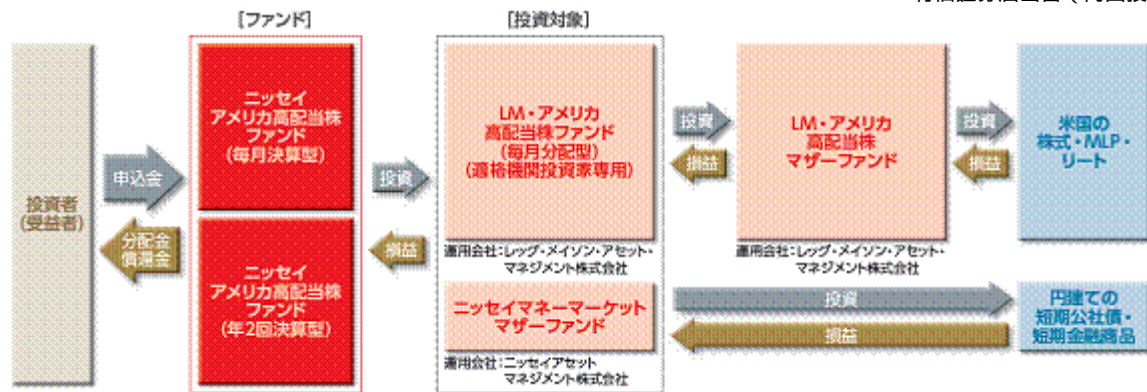 [ファンド]
[投資対象]
投資者
(受益者)
申込金
分配金
償還金
ニッセイ
アメリカ高配当株
ファンド
(毎月決算型)
ニッセイ
アメリカ高配当株
ファンド
(年2回決算型)
投資
損益
LM・アメリカ
高配当株ファンド
(毎月分配型)
(適格機関投資家専用)
運用会社:レッグ・メイソン・アセット・
マネジメント株式会社
ニッセイマネーマーケット
マザーファンド
運用会社:ニッセイアセット
マネジメント株式会社
投資
損益
LM・アメリカ
高配当株
マザーファンド
運用会社:レッグ・メイソン・アセット・
マネジメント株式会社
投資
損益
米国の
株式・MLP・
リート
投資
損益
円建ての
短期公社債・
短期金融商品